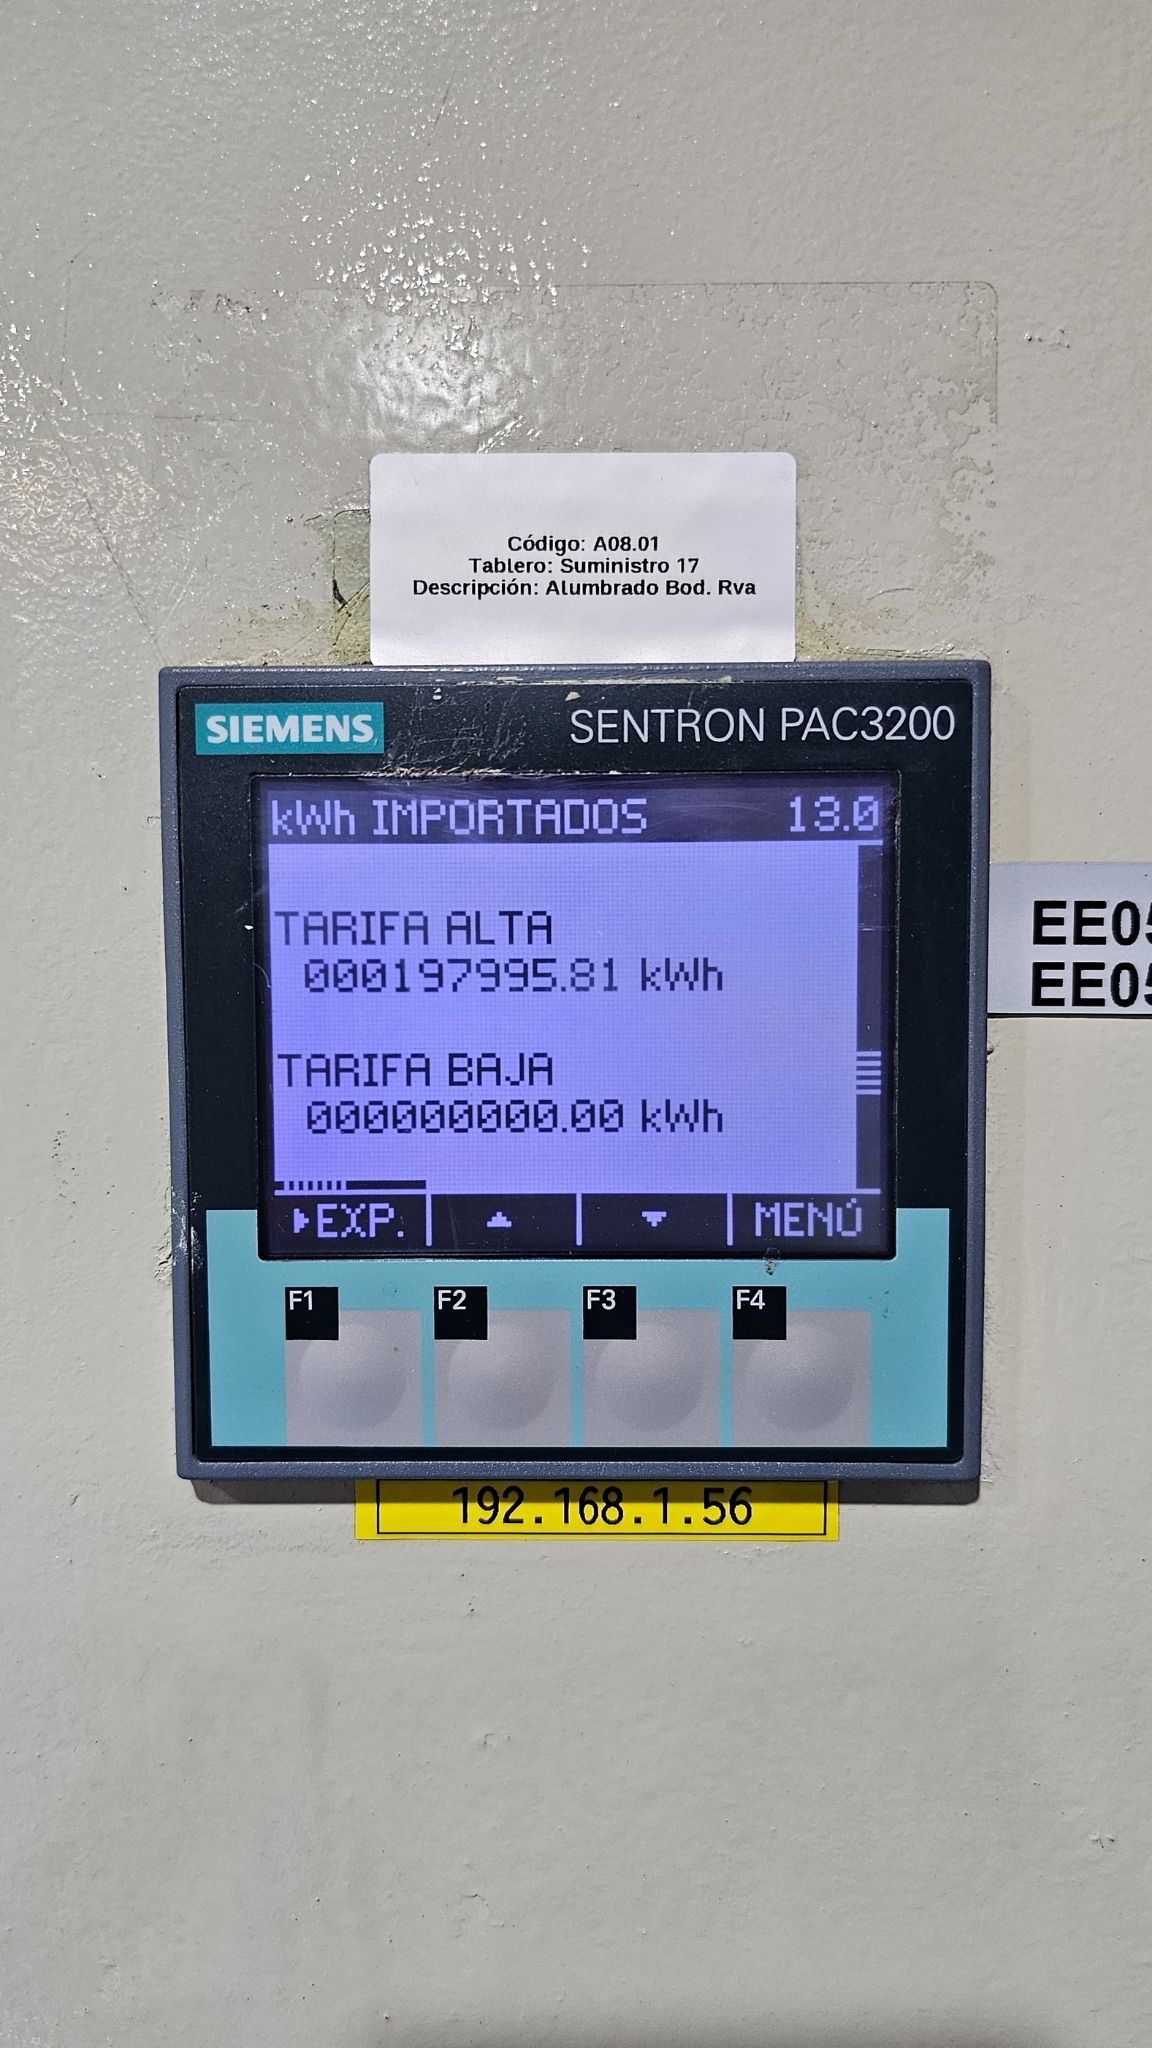 Código: A08.01
Tablero: Suministro 17
Descripción: Alumbrado Bod. Rva
SIEMENS
SENTRON PAC3200
kWh IMPORTADOS 13.0
TARIFA ALTA
000197995.81 kWh
TARIFA BAJA
000000000.00 kWh
EXP.
MENÚ
F1
F2
F3
F4
192.168.1.56